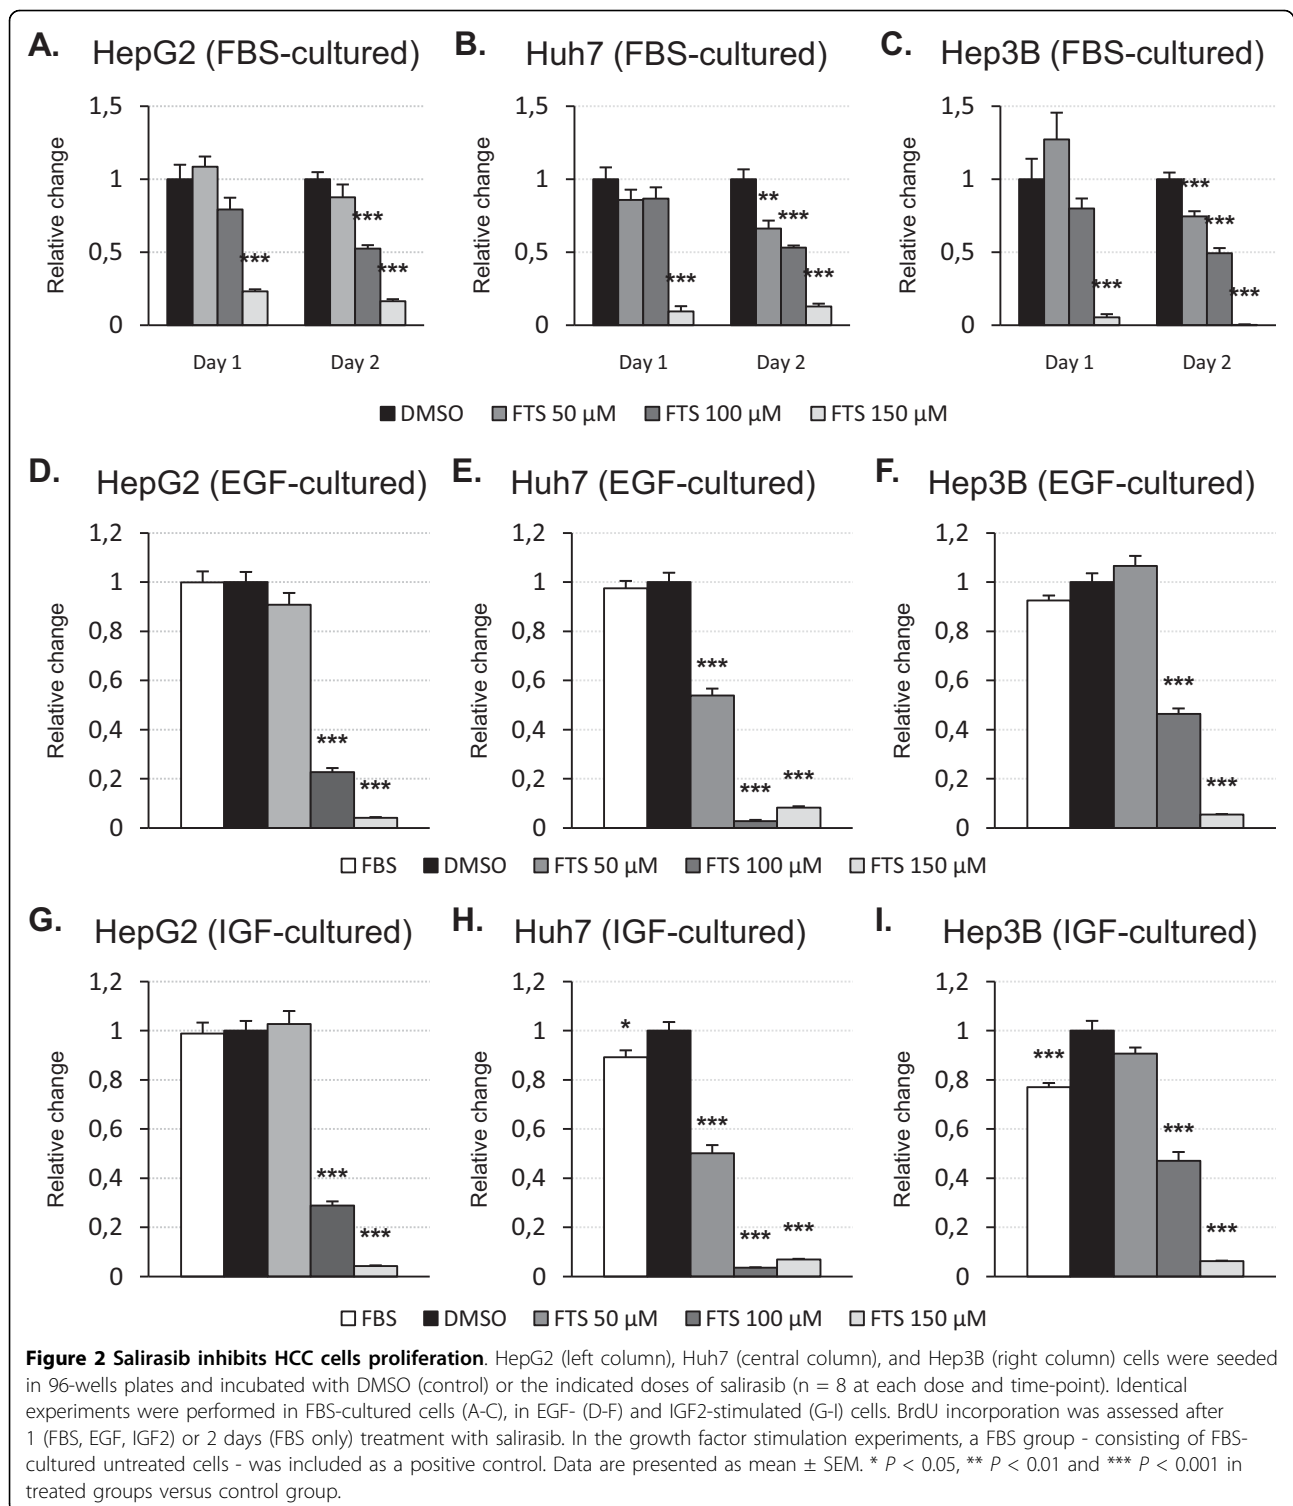 A. HepG2 (FBS-cultured)
B. Huh7 (FBS-cultured)
C. Hep3B (FBS-cultured)
Relative change
1,5
1
0,5
0
***
***
***
Day 1
Day 2
Relative change
1,5
1
0,5
0
***
**
***
***
Day 1
Day 2
Relative change
1,5
1
0,5
0
***
***
***
***
Day 1
Day 2
DMSO FTS 50 µM FTS 100 µM FTS 150 µM
D. HepG2 (EGF-cultured)
E. Huh7 (EGF-cultured)
F. Hep3B (EGF-cultured)
Relative change
1,2
1
0,8
0,6
0,4
0,2
0
***
***
Relative change
1,2
1
0,8
0,6
0,4
0,2
0
***
***
***
Relative change
1,2
1
0,8
0,6
0,4
0,2
0
***
***
FBS DMSO FTS 50 µM FTS 100 µM FTS 150 µM
G. HepG2 (IGF-cultured)
H. Huh7 (IGF-cultured)
I. Hep3B (IGF-cultured)
Relative change
1,2
1
0,8
0,6
0,4
0,2
0
***
***
Relative change
1,2
1
0,8
0,6
0,4
0,2
0
*
***
***
***
Relative change
1,2
1
0,8
0,6
0,4
0,2
0
***
***
***
FBS DMSO FTS 50 µM FTS 100 µM FTS 150 µM
Figure 2 Salirasib inhibits HCC cells proliferation. HepG2 (left column), Huh7 (central column), and Hep3B (right column) cells were seeded
in 96-wells plates and incubated with DMSO (control) or the indicated doses of salirasib (n = 8 at each dose and time-point). Identical
experiments were performed in FBS-cultured cells (A-C), in EGF- (D-F) and IGF2-stimulated (G-I) cells. BrdU incorporation was assessed after
1 (FBS, EGF, IGF2) or 2 days (FBS only) treatment with salirasib. In the growth factor stimulation experiments, a FBS group - consisting of FBS-
cultured untreated cells - was included as a positive control. Data are presented as mean ± SEM. * P < 0.05, ** P < 0.01 and *** P < 0.001 in
treated groups versus control group.